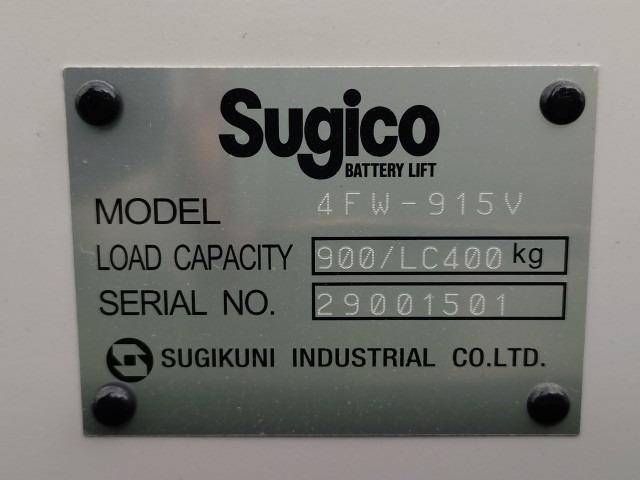 Sugico
BATTERY LIFT
MODEL 4FW-915V
LOAD CAPACITY 900/LC400 kg
SERIAL NO. 29001501
SUGIKUNI INDUSTRIAL CO.LTD.